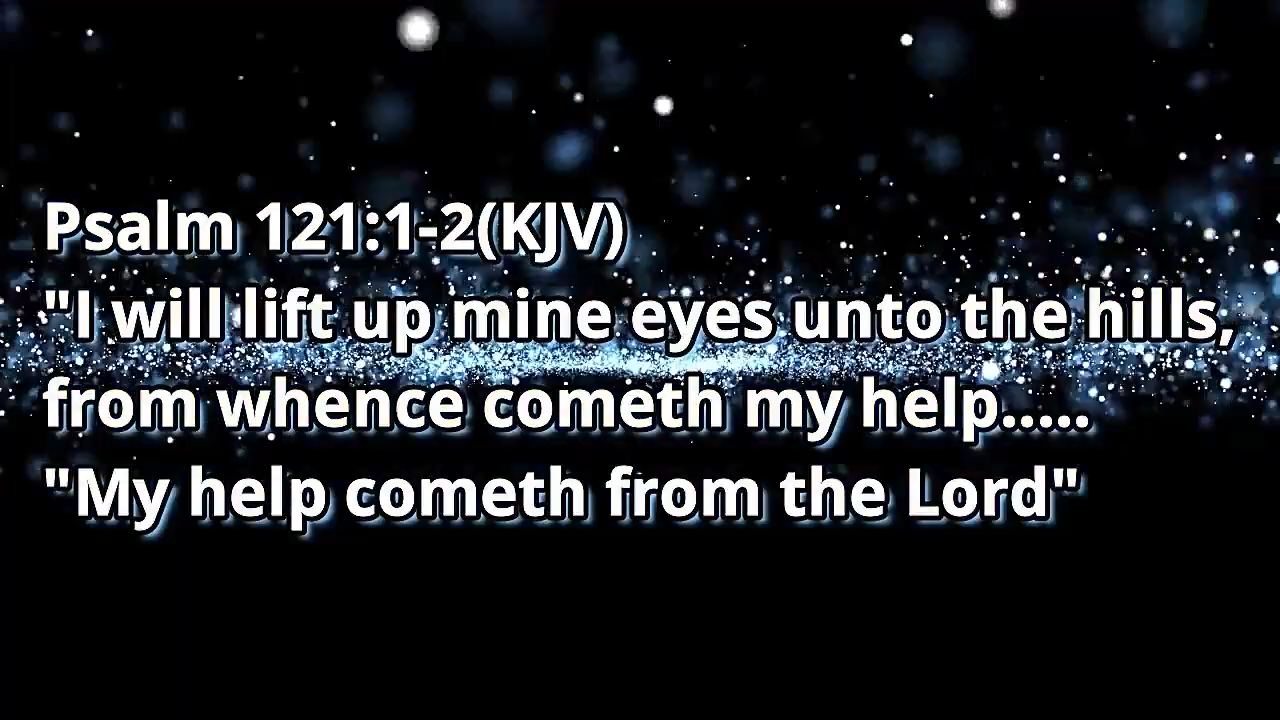 Psalm 121:1-2(KJV)
"I will lift up mine eyes unto the hills,
from whence cometh my help.....
"My help cometh from the Lord"